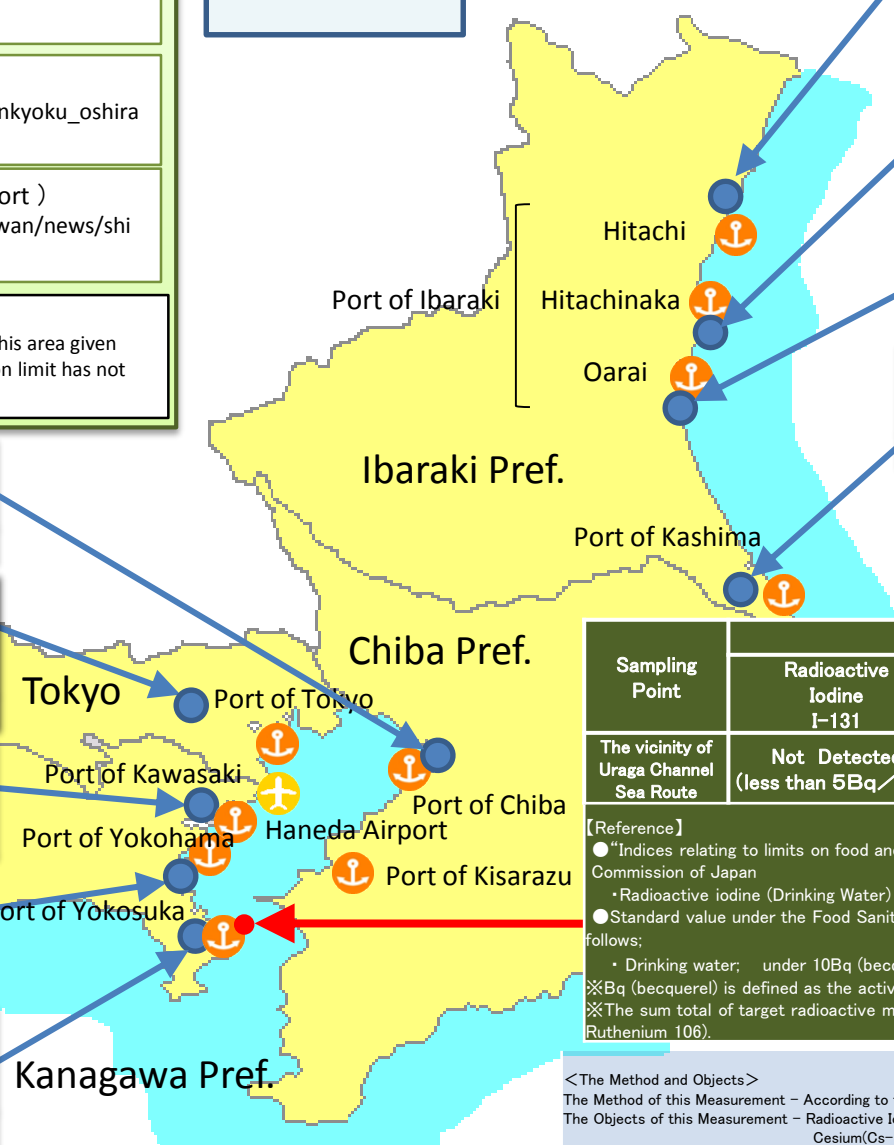 nkyoku_oshira
ort )
wan/news/shi
his area given
on limit has not
Hitachi
Port of Ibaraki
Hitachinaka
Oarai
Ibaraki Pref.
Port of Kashima
Chiba Pref.
Tokyo
Port of Tokyo
Port of Kawasaki
Port of Chiba
Haneda Airport
Port of Yokohama
Port of Kisarazu
ort of Yokosuka
Kanagawa Pref.
Sampling
Point
Radioactive
Iodine
I-131
The vicinity of
Uraga Channel
Sea Route
Not Detected
(less than 5Bq/
【Reference】
●“Indices relating to limits on food and
Commission of Japan
・Radioactive iodine (Drinking Water)
●Standard value under the Food Sanit
follows;
・Drinking water; under 10Bq (becq
※Bq (becquerel) is defined as the activ
※The sum total of target radioactive m
Ruthenium 106).
<The Method and Objects>
The Method of this Measurement - According to
The Objects of this Measurement - Radioactive Io
Cesium(Cs-